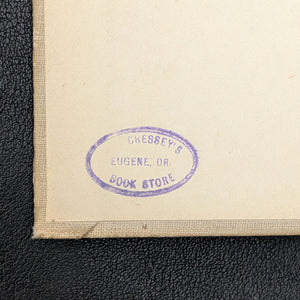 CRESSEY'S
EUGENE, OR.
BOOK STORE